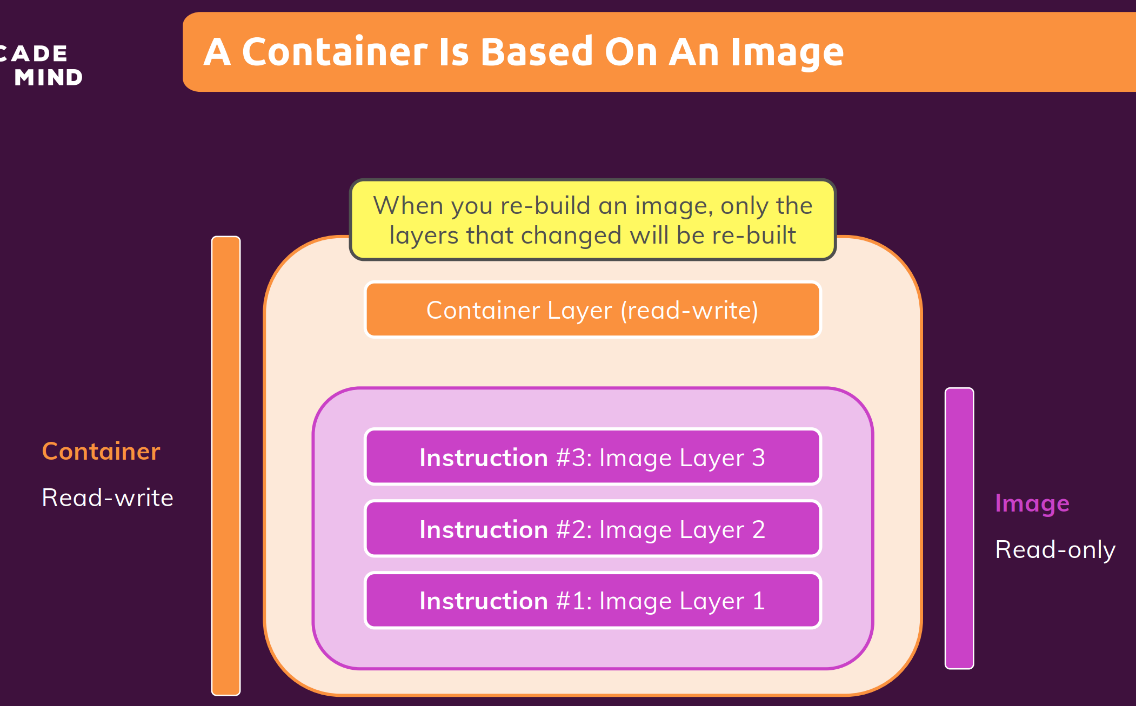 CADE
MIND
A Container Is Based On An Image
When you re-build an image, only the
layers that changed will be re-built
Container Layer (read-write)
Instruction #3: Image Layer 3
Instruction #2: Image Layer 2
Instruction #1: Image Layer 1
Container
Read-write
Image
Read-only